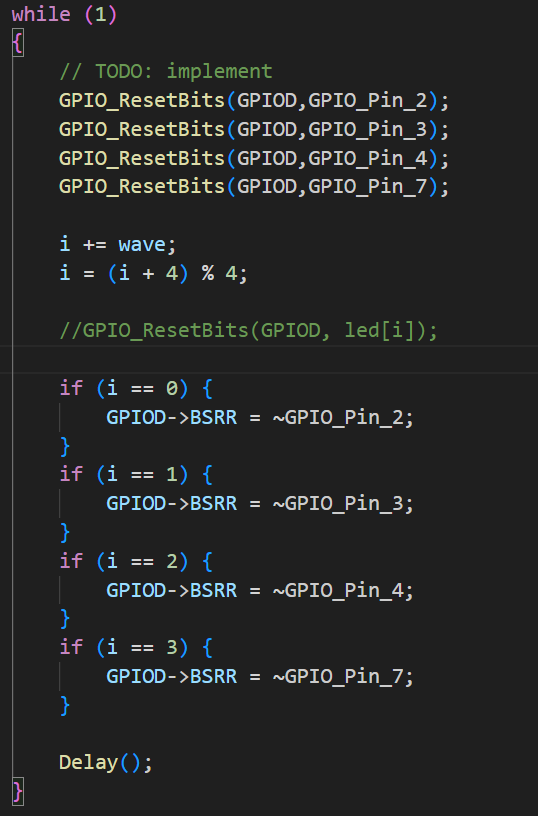 while (1)
{
// TODO: implement
GPIO_ResetBits(GPIOD,GPIO_Pin_2);
GPIO_ResetBits(GPIOD,GPIO_Pin_3);
GPIO_ResetBits(GPIOD,GPIO_Pin_4);
GPIO_ResetBits(GPIOD,GPIO_Pin_7);
i += wave;
i = (i + 4) % 4;
//GPIO_ResetBits(GPIOD, led[i]);
if (i == 0) {
GPIOD->BSRR = ~GPIO_Pin_2;
}
if (i == 1) {
GPIOD->BSRR = ~GPIO_Pin_3;
}
if (i == 2) {
GPIOD->BSRR = ~GPIO_Pin_4;
}
if (i == 3) {
GPIOD->BSRR = ~GPIO_Pin_7;
}
Delay();
}